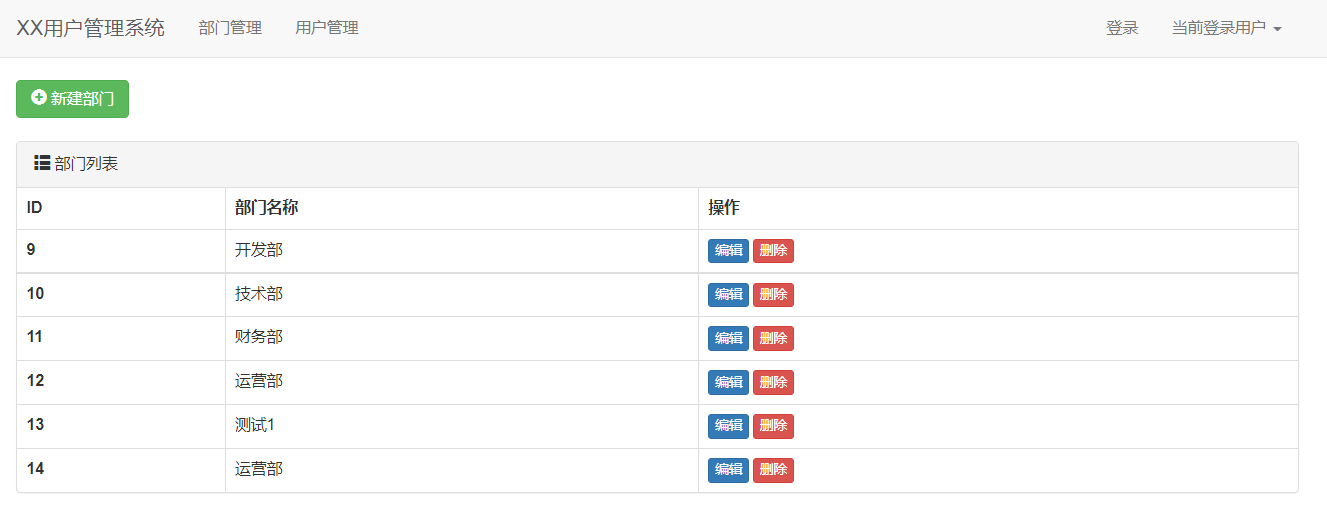 XX用户管理系统 部门管理 用户管理 登录 当前登录用户
新建部门
部门列表
ID 部门名称 操作
9 开发部 编辑 删除
10 技术部 编辑 删除
11 财务部 编辑 删除
12 运营部 编辑 删除
13 测试1 编辑 删除
14 运营部 编辑 删除